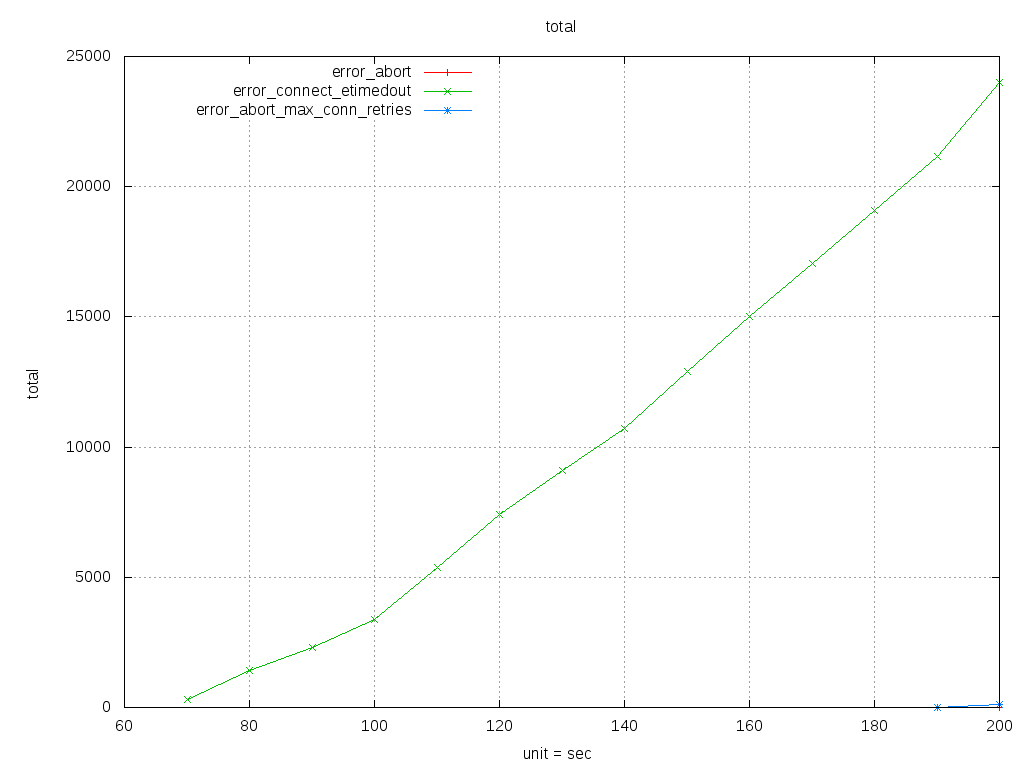 total
25000
20000
15000
10000
5000
0
total
error_abort
error_connect_etimedout
error_abort_max_conn_retries
60 80 100 120 140 160 180 200
unit = sec